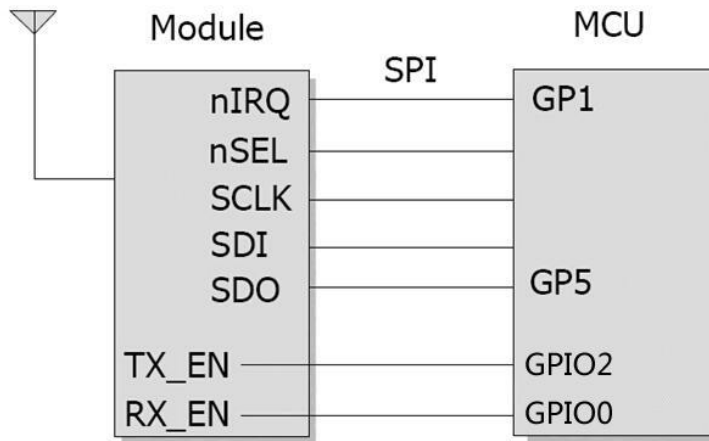 Module
MCU
SPI
nIRQ
GP1
nSEL
SCLK
SDI
SDO
GP5
TX_EN
GPIO2
RX_EN
GPIO0